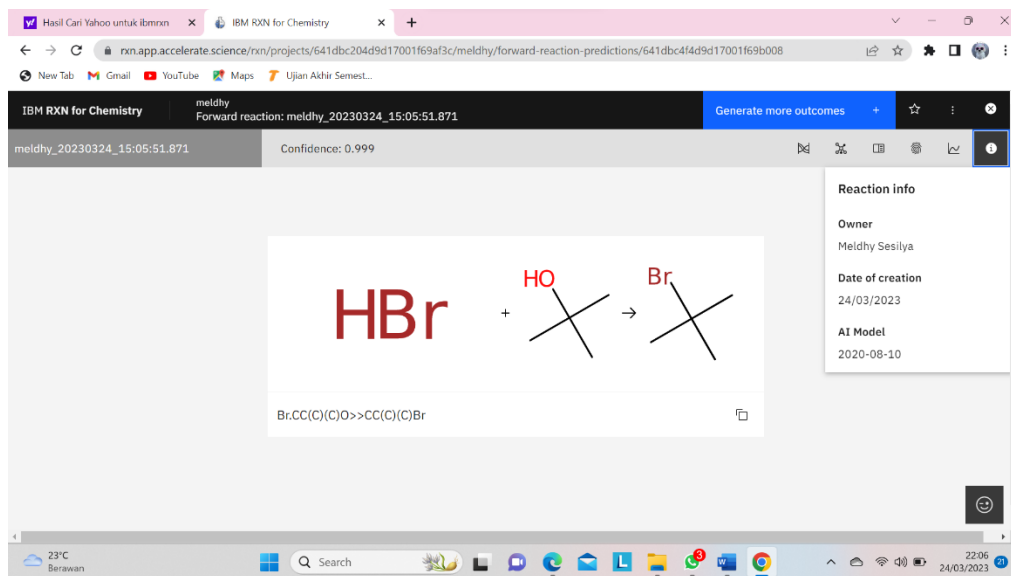 Hasil Cari Yahoo untuk ibmrxn
IBM RXN for Chemistry
rxn.app.accelerate.science/rxn/projects/641dbc204d9d17001f69af3c/meldhy/forward-reaction-predictions/641dbc4f4d9d17001f69b008
New Tab Gmail YouTube Maps Ujian Akhir Semest...
IBM RXN for Chemistry
meldhy
Forward reaction: meldhy_20230324_15:05:51.871
Generate more outcomes +
meldhy_20230324_15:05:51.871
Confidence: 0.999
Reaction info
Owner
Meldhy Sesilya
Date of creation
24/03/2023
AI Model
2020-08-10
HBr + HO → Br
Br.CC(C)(C)O>>CC(C)(C)Br
23°C
Berawan
Search
3
22:06
24/03/2023
21